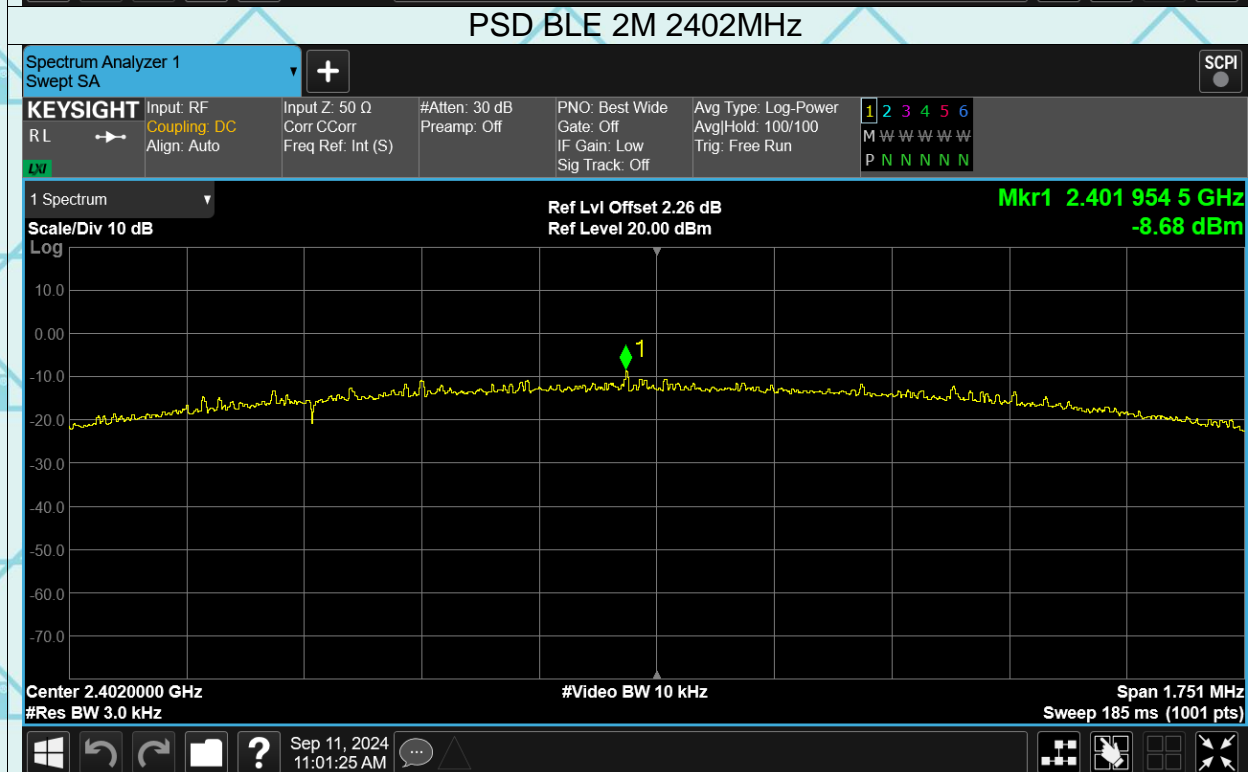 PSD BLE 2M 2402MHz
Spectrum Analyzer 1
Swept SA
SCPI
KEYSIGHT
RL
LXI
Input: RF
Coupling: DC
Align: Auto
Input Z: 50 Ω
Corr CCorr
Freq Ref: Int (S)
#Atten: 30 dB
Preamp: Off
PNO: Best Wide
Gate: Off
IF Gain: Low
Sig Track: Off
Avg Type: Log-Power
Avg|Hold: 100/100
Trig: Free Run
1 2 3 4 5 6
M W W W W W
P N N N N N
1 Spectrum
Scale/Div 10 dB
Ref Lvl Offset 2.26 dB
Ref Level 20.00 dBm
Mkr1 2.401 954 5 GHz
-8.68 dBm
Log
10.0
0.00
-10.0
-20.0
-30.0
-40.0
-50.0
-60.0
-70.0
1
Center 2.4020000 GHz
#Res BW 3.0 kHz
#Video BW 10 kHz
Span 1.751 MHz
Sweep 185 ms (1001 pts)
?
Sep 11, 2024
11:01:25 AM